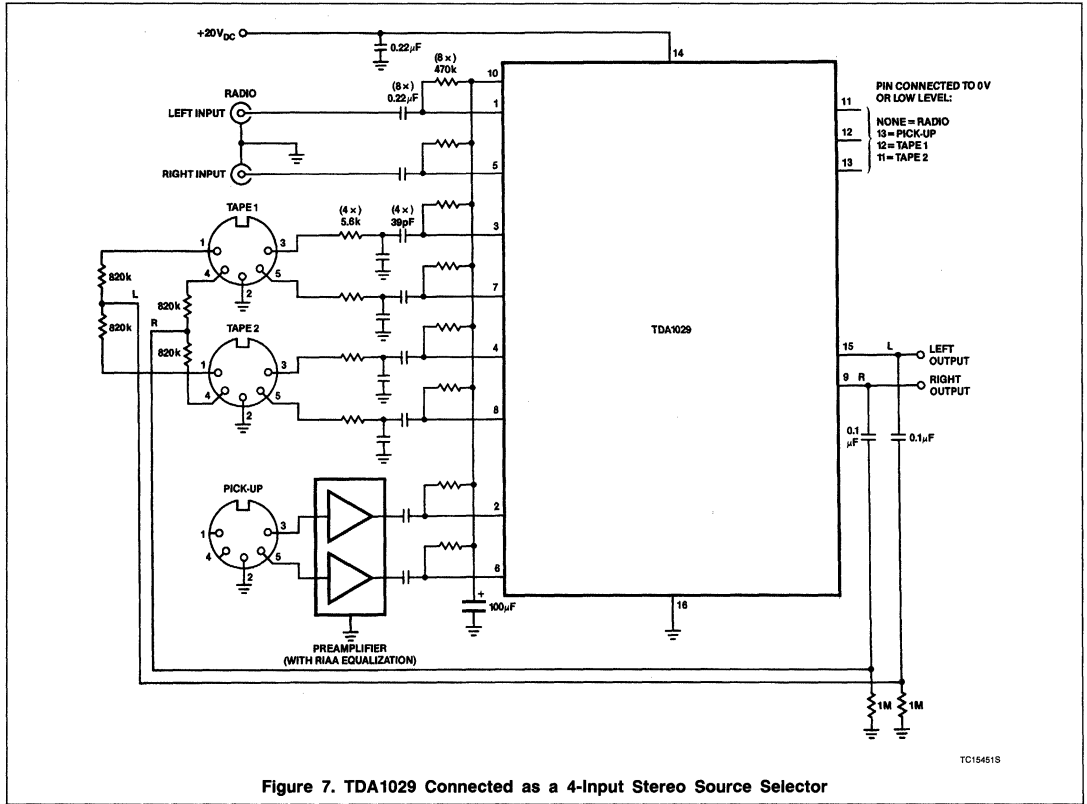 +20VDC
0.22μF
14
(8×)
470k
10
(8×)
0.22μF
1
RADIO
LEFT INPUT
RIGHT INPUT
5
PIN CONNECTED TO 0V
OR LOW LEVEL:
11
12
13
NONE = RADIO
13 = PICK-UP
12 = TAPE 1
11 = TAPE 2
TAPE 1
1
3
4
5
2
(4×)
5.6k
(4×)
39pF
3
7
820k
L
820k
820k
R
820k
TAPE 2
1
3
4
5
2
4
8
TDA1029
15
L
LEFT
OUTPUT
9
R
RIGHT
OUTPUT
0.1
μF
0.1μF
PICK-UP
1
3
4
5
2
2
6
+
100μF
16
PREAMPLIFIER
(WITH RIAA EQUALIZATION)
1M
1M
TC15451S
Figure 7. TDA1029 Connected as a 4-Input Stereo Source Selector